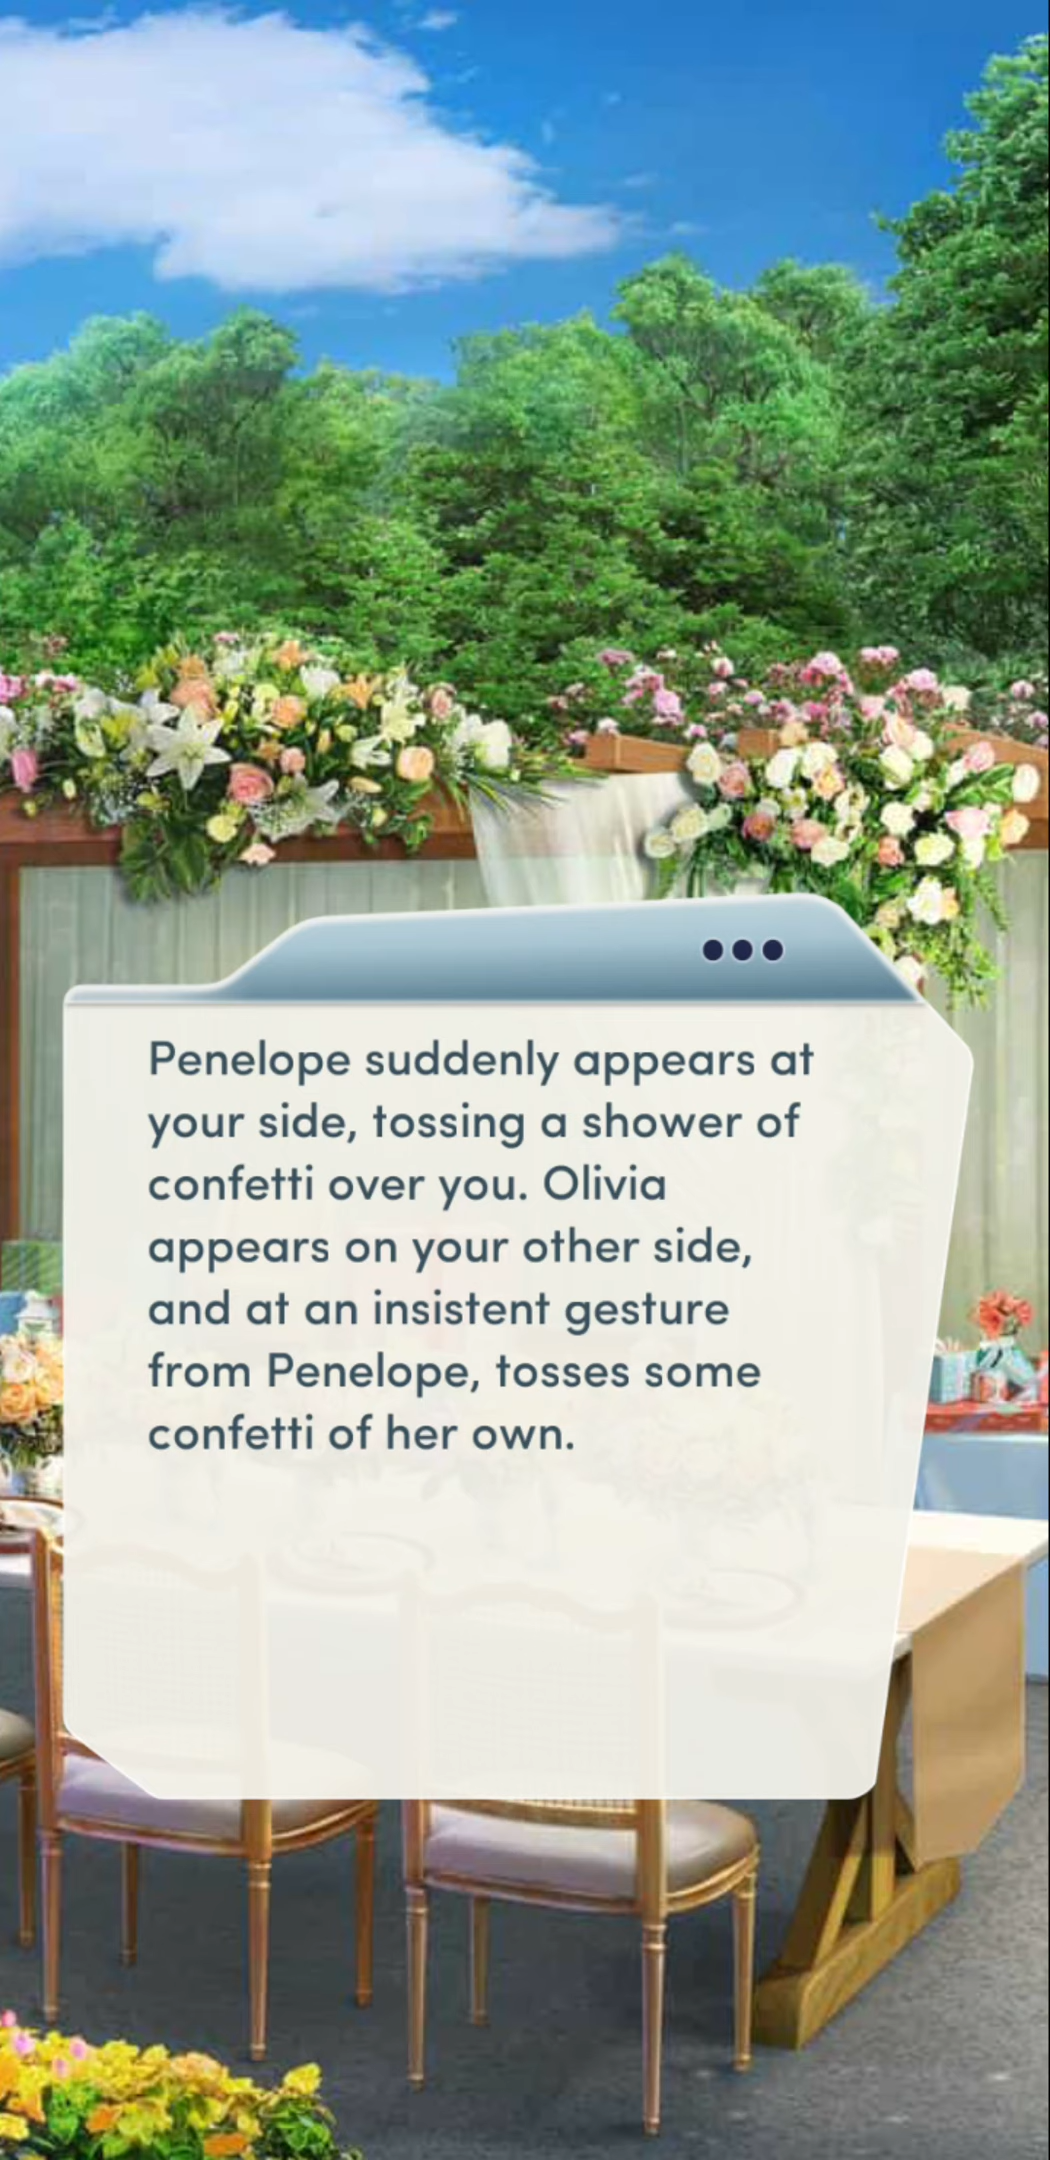 Penelope suddenly appears at
your side, tossing a shower of
confetti over you. Olivia
appears on your other side,
and at an insistent gesture
from Penelope, tosses some
confetti of her own.